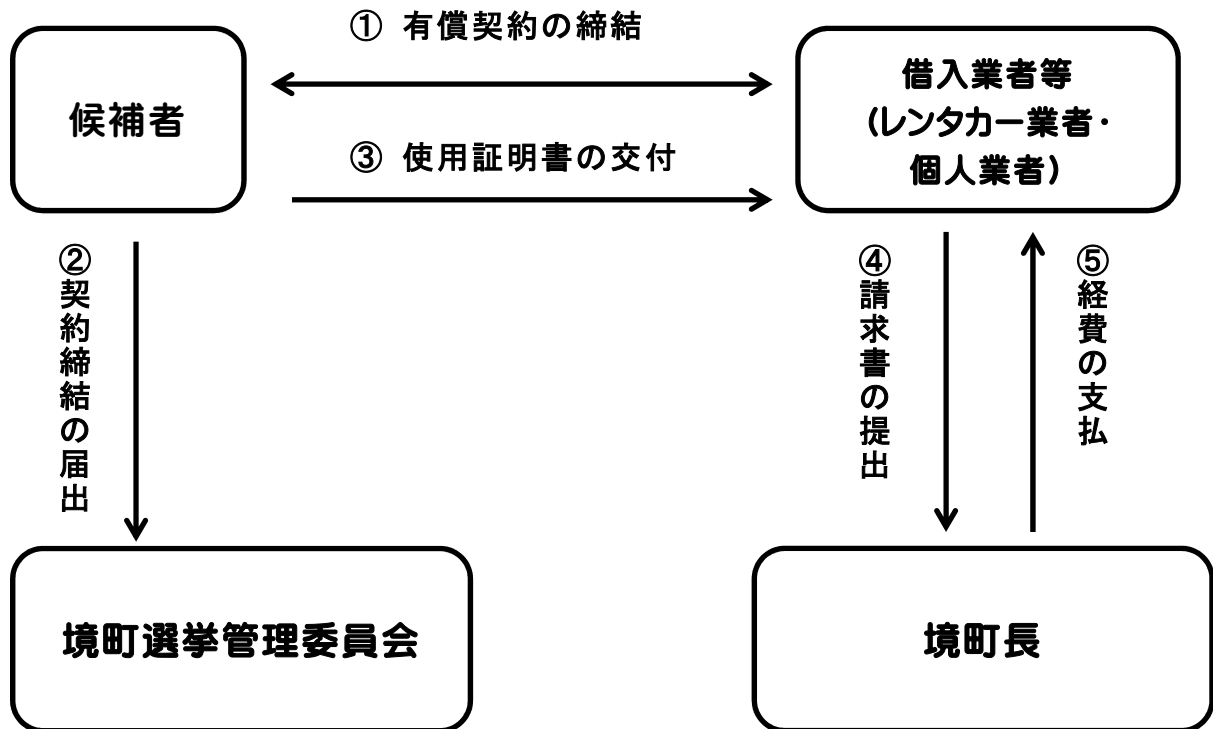 ① 有償契約の締結
候補者
借入業者等
(レンタカー業者・
個人業者)
③ 使用証明書の交付
②契約締結の届出
④請求書の提出
⑤経費の支払
境町選挙管理委員会
境町長